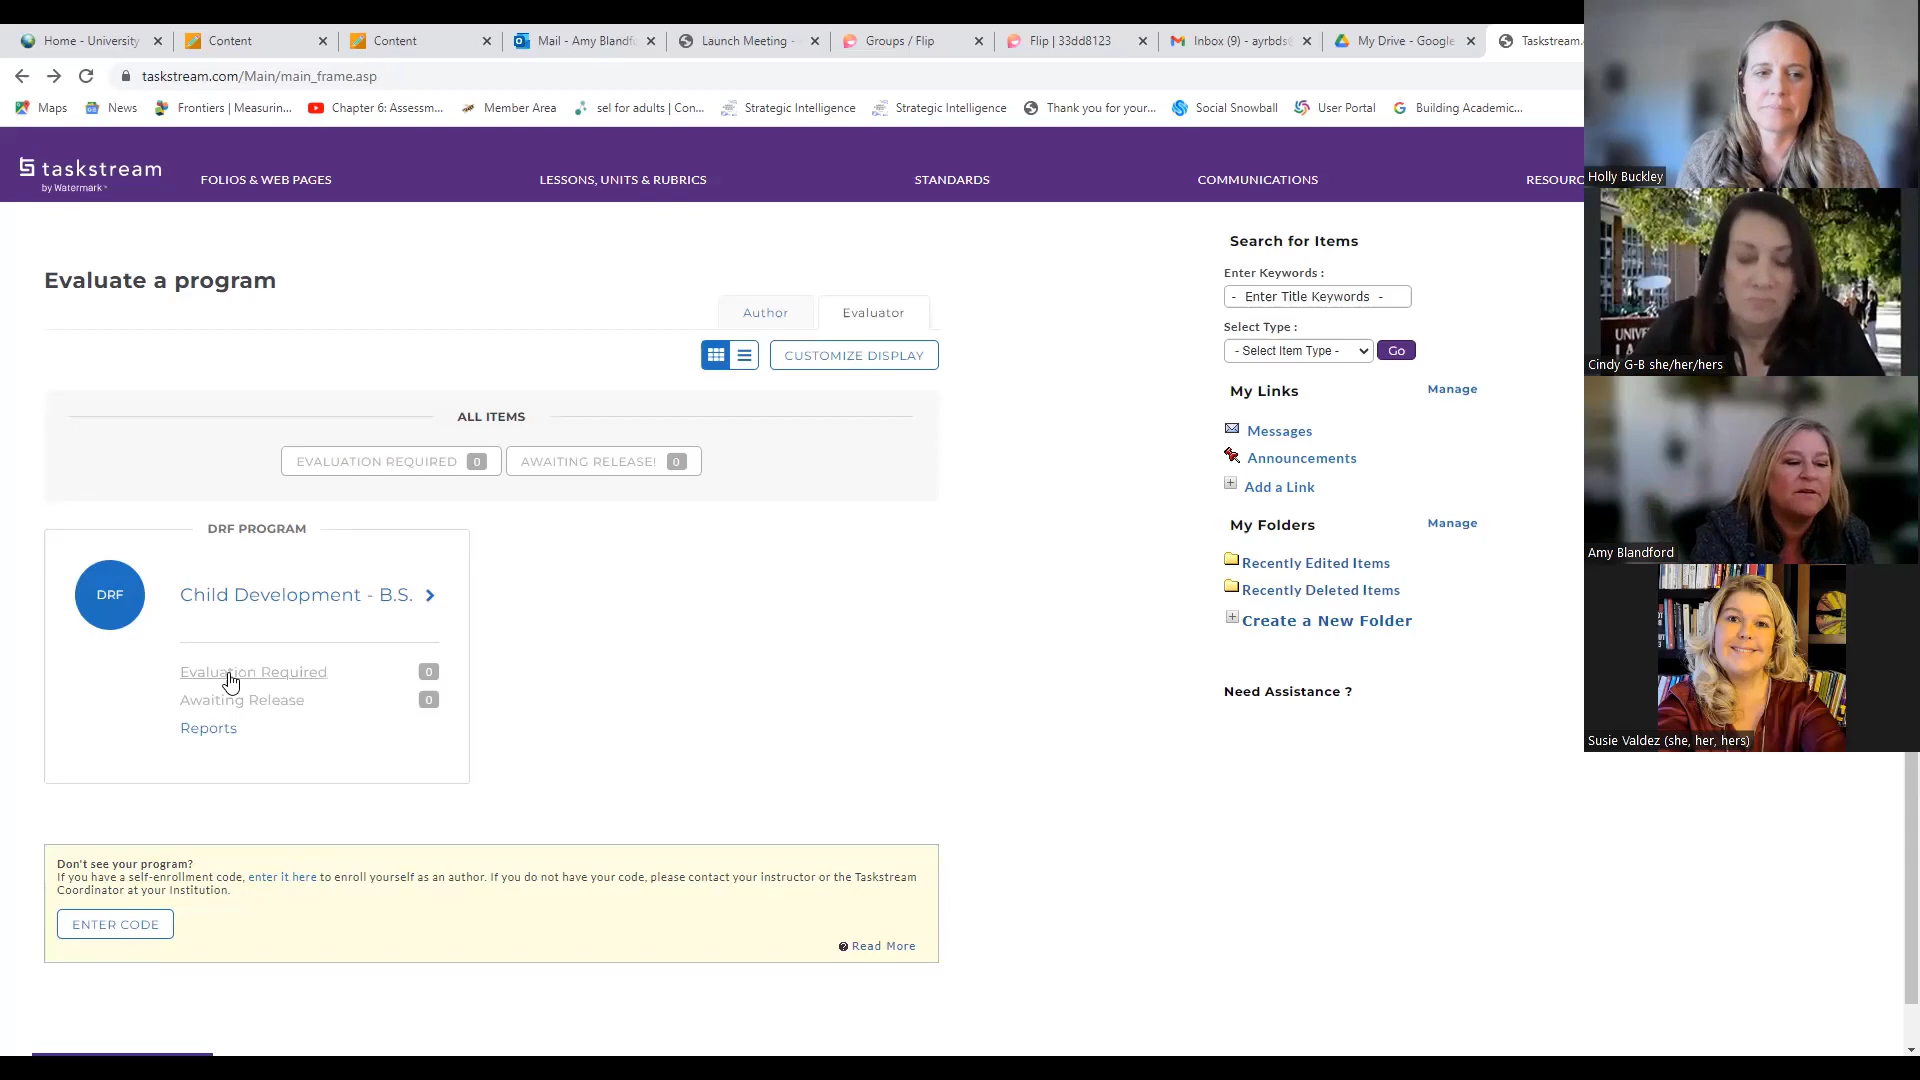 Home - University
Content
Content
Mail - Amy Blandf
Launch Meeting -
Groups / Flip
Flip | 33dd8123
Inbox (9) - ayrbds
My Drive - Google
Taskstream
taskstream.com/Main/main_frame.asp
Maps
News
Frontiers | Measurin...
Chapter 6: Assessm...
Member Area
sel for adults | Con...
Strategic Intelligence
Strategic Intelligence
Thank you for your...
Social Snowball
User Portal
Building Academic...
taskstream
by Watermark
FOLIOS & WEB PAGES
LESSONS, UNITS & RUBRICS
STANDARDS
COMMUNICATIONS
RESOURC
Evaluate a program
Author
Evaluator
CUSTOMIZE DISPLAY
ALL ITEMS
EVALUATION REQUIRED 0
AWAITING RELEASE! 0
DRF PROGRAM
DRF
Child Development - B.S.
Evaluation Required 0
Awaiting Release 0
Reports
Don't see your program?
If you have a self-enrollment code, enter it here to enroll yourself as an author. If you do not have your code, please contact your instructor or the Taskstream
Coordinator at your Institution.
ENTER CODE
Read More
Search for Items
Enter Keywords :
- Enter Title Keywords -
Select Type :
- Select Item Type -
Go
My Links
Manage
Messages
Announcements
Add a Link
My Folders
Manage
Recently Edited Items
Recently Deleted Items
Create a New Folder
Need Assistance ?
Holly Buckley
UNIV
LA
Cindy G-B she/her/hers
Amy Blandford
Susie Valdez (she, her, hers)